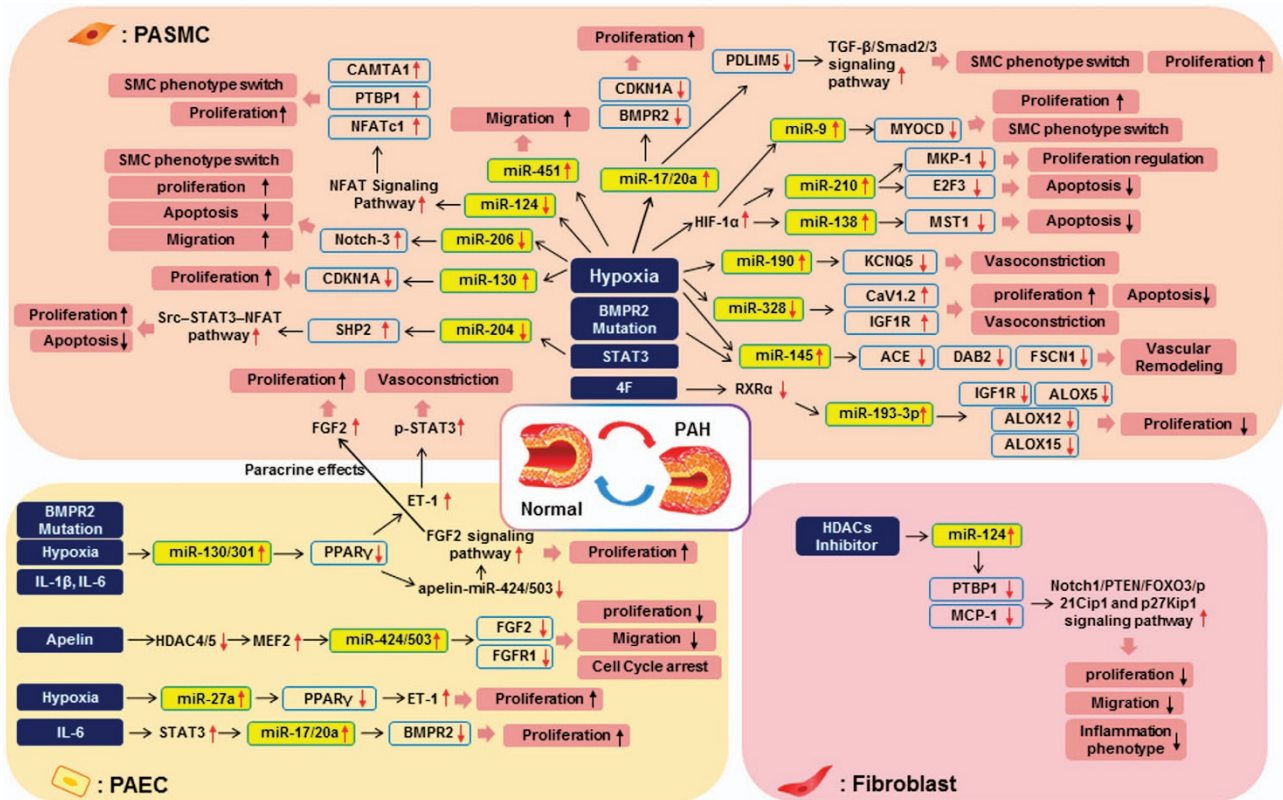 : PASMC
Proliferation ↑
CDKN1A ↓
BMPR2 ↓
PDLIM5 ↓
TGF-β/Smad2/3
signaling
pathway ↑
SMC phenotype switch
Proliferation ↑
CAMTA1 ↑
PTBP1 ↑
NFATc1 ↑
SMC phenotype switch
Proliferation ↑
Migration ↑
miR-451 ↑
miR-17/20a ↑
miR-9 ↑
MYOCD ↓
Proliferation ↑
SMC phenotype switch
HIF-1α ↑
miR-210 ↑
MKP-1 ↓
Proliferation regulation
E2F3 ↓
Apoptosis ↓
miR-138 ↑
MST1 ↓
Apoptosis ↓
SMC phenotype switch
proliferation ↑
Apoptosis ↓
Migration ↑
NFAT Signaling
Pathway ↑
miR-124 ↓
Notch-3 ↑
miR-206 ↓
Proliferation ↑
CDKN1A ↓
miR-130 ↑
Proliferation ↑
Apoptosis ↓
Src–STAT3–NFAT
pathway ↑
SHP2 ↑
miR-204 ↓
Hypoxia
BMPR2
Mutation
STAT3
4F
miR-190 ↑
KCNQ5 ↓
Vasoconstriction
miR-328 ↓
CaV1.2 ↑
IGF1R ↑
proliferation ↑
Apoptosis ↓
Vasoconstriction
miR-145 ↑
ACE ↓
DAB2 ↓
FSCN1 ↓
Vascular
Remodeling
RXRα ↓
miR-193-3p ↑
IGF1R ↓
ALOX5 ↓
ALOX12 ↓
ALOX15 ↓
Proliferation ↓
Proliferation ↑
Vasoconstriction
FGF2 ↑
p-STAT3 ↑
Paracrine effects
Normal
PAH
BMPR2
Mutation
Hypoxia
IL-1β, IL-6
miR-130/301 ↑
PPARγ ↓
ET-1 ↑
FGF2 signaling
pathway ↑
Proliferation ↑
apelin-miR-424/503 ↓
Apelin
HDAC4/5 ↓
MEF2 ↑
miR-424/503 ↑
FGF2 ↓
FGFR1 ↓
proliferation ↓
Migration ↓
Cell Cycle arrest
Hypoxia
miR-27a ↑
PPARγ ↓
ET-1 ↑
Proliferation ↑
IL-6
STAT3 ↑
miR-17/20a ↑
BMPR2 ↓
Proliferation ↑
: PAEC
HDACs
Inhibitor
miR-124 ↑
PTBP1 ↓
MCP-1 ↓
Notch1/PTEN/FOXO3/p
21Cip1 and p27Kip1
signaling pathway ↑
proliferation ↓
Migration ↓
Inflammation
phenotype ↓
: Fibroblast